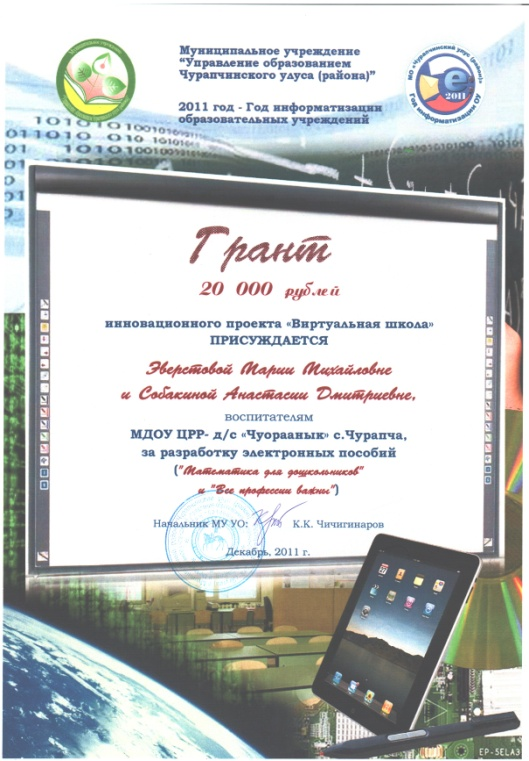 Муниципальное учреждение
"Управление образованием
Чурапчинского улуса (района)"
2011 год - Год информатизации
образовательных учреждений
МО «Чурапчинский улус (район)»
e
2011
Год информатизации ОУ
Грант
20 000 рублей
инновационного проекта «Виртуальная школа»
ПРИСУЖДАЕТСЯ
Эверстовой Марии Михайловне
и Собакиной Анастасии Дмитриевне,
воспитателям
МДОУ ЦРР- д/с «Чуораанык» с.Чурапча,
за разработку электронных пособий
("Математика для дошкольников"
и "Все профессии важны")
Начальник МУ УО: К.К. Чичигинаров
Декабрь, 2011 г.
EP-5ELA3